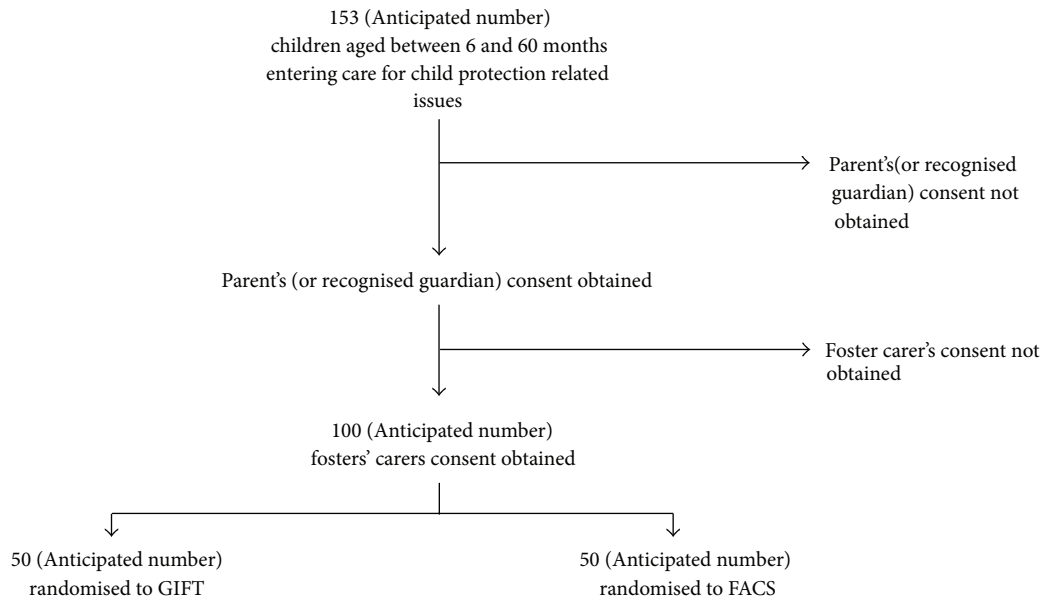 153 (Anticipated number)
children aged between 6 and 60 months
entering care for child protection related
issues
Parent's(or recognised
guardian) consent not
obtained
Parent's (or recognised guardian) consent obtained
Foster carer's consent not
obtained
100 (Anticipated number)
fosters' carers consent obtained
50 (Anticipated number)
randomised to GIFT
50 (Anticipated number)
randomised to FACS